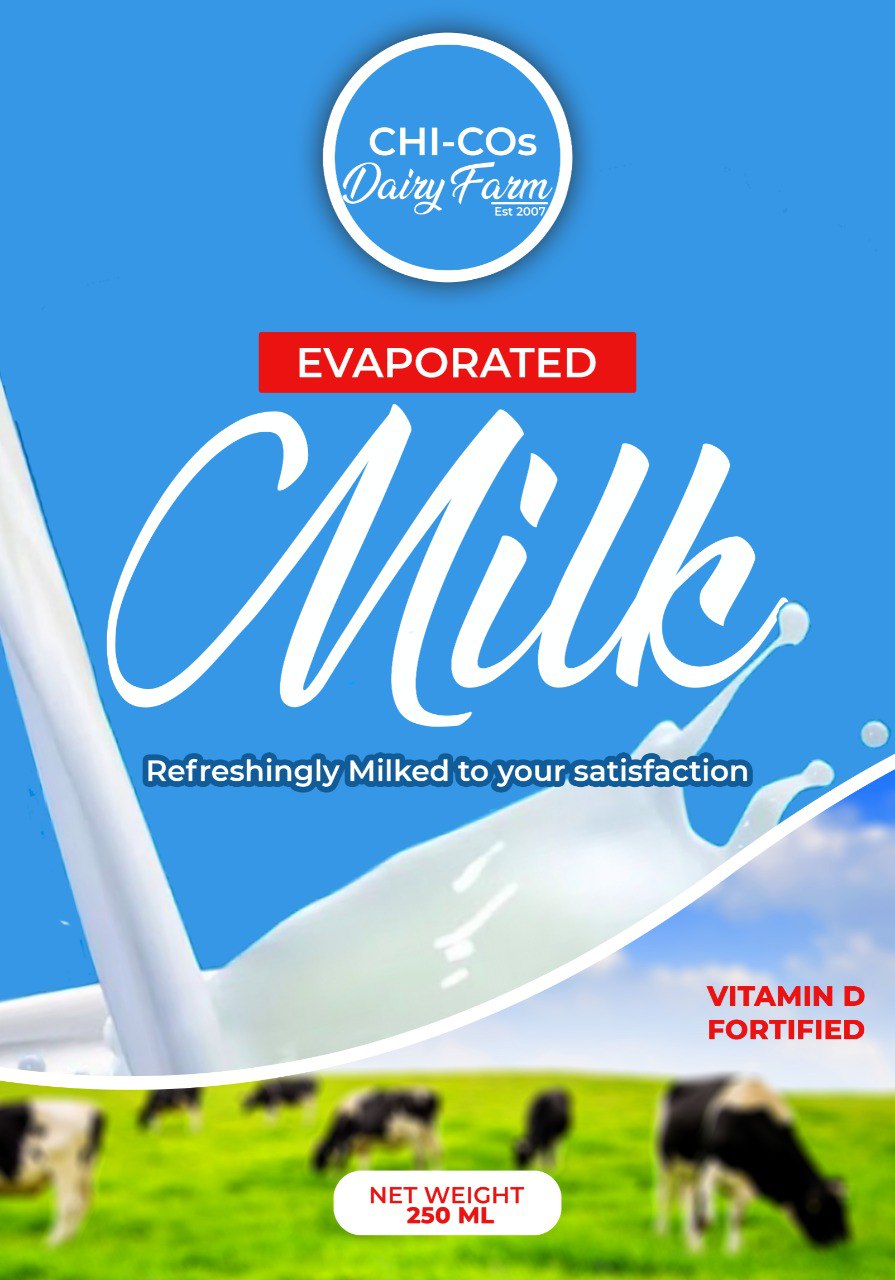 CHI-COs
Dairy Farm
Est 2007
EVAPORATED
Milk
Refreshingly Milked to your satisfaction
VITAMIN D
FORTIFIED
NET WEIGHT
250 ML